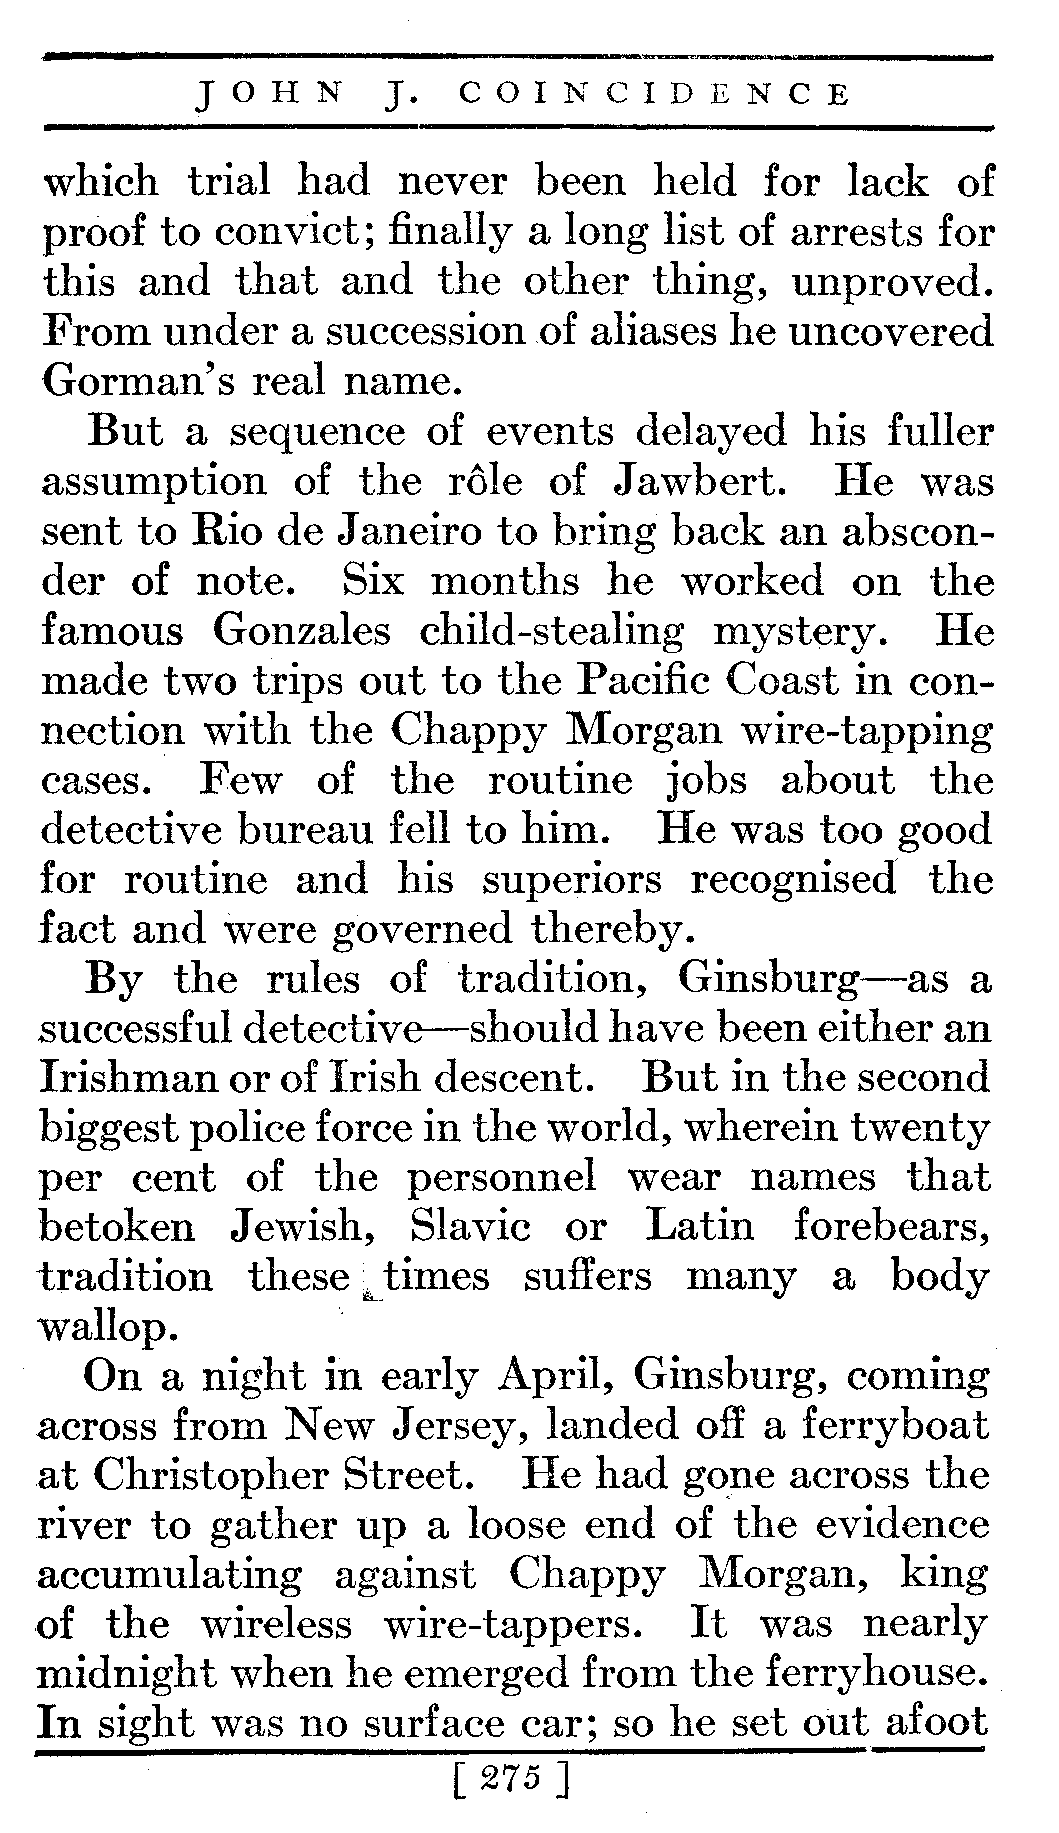 JOHN J. COINCIDENCE
which trial had never been held for lack of
proof to convict; finally a long list of arrests for
this and that and the other thing, unproved.
From under a succession of aliases he uncovered
Gorman's real name.
But a sequence of events delayed his fuller
assumption of the rôle of Jawbert. He was
sent to Rio de Janeiro to bring back an abscon-
der of note. Six months he worked on the
famous Gonzales child-stealing mystery. He
made two trips out to the Pacific Coast in con-
nection with the Chappy Morgan wire-tapping
cases. Few of the routine jobs about the
detective bureau fell to him. He was too good
for routine and his superiors recognised the
fact and were governed thereby.
By the rules of tradition, Ginsburg—as a
successful detective—should have been either an
Irishman or of Irish descent. But in the second
biggest police force in the world, wherein twenty
per cent of the personnel wear names that
betoken Jewish, Slavic or Latin forebears,
tradition these times suffers many a body
wallop.
On a night in early April, Ginsburg, coming
across from New Jersey, landed off a ferryboat
at Christopher Street. He had gone across the
river to gather up a loose end of the evidence
accumulating against Chappy Morgan, king
of the wireless wire-tappers. It was nearly
midnight when he emerged from the ferryhouse.
In sight was no surface car; so he set out afoot
[ 275 ]